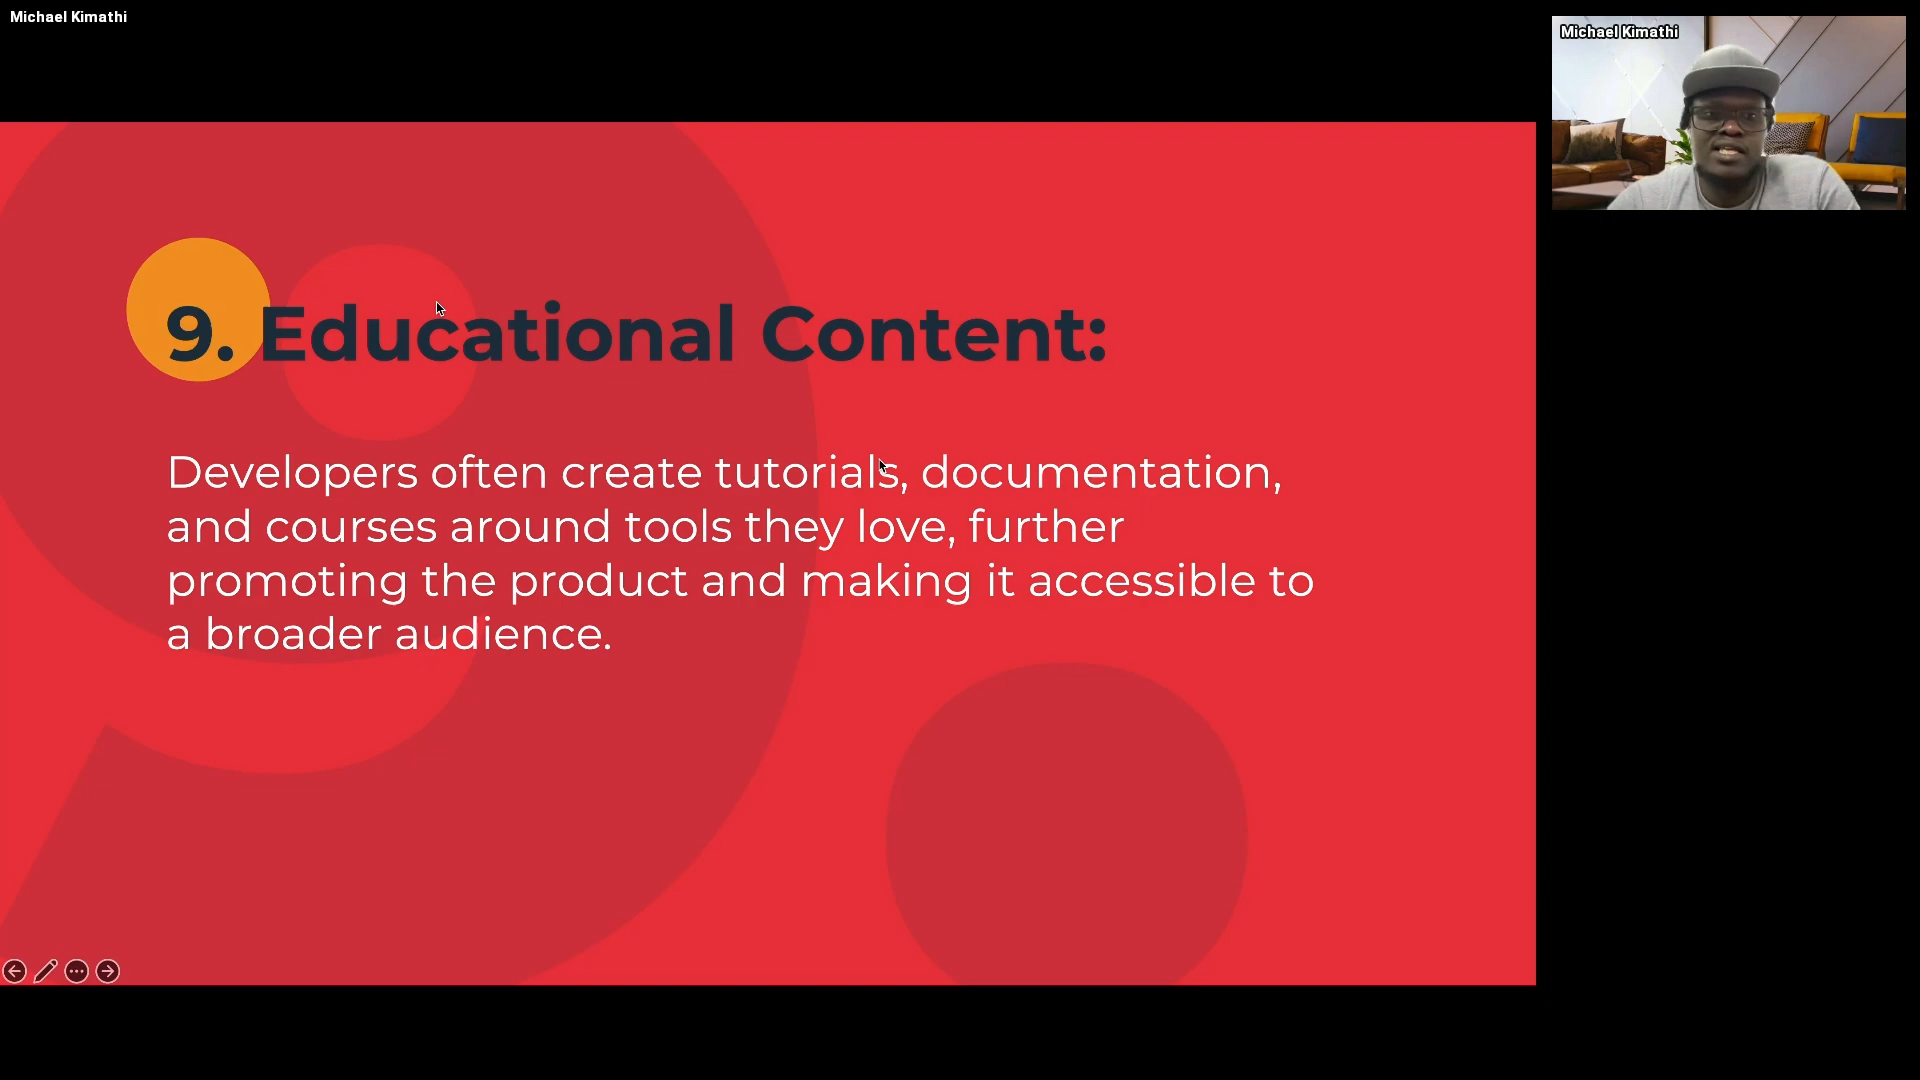 Michael Kimathi
Michael Kimathi
9. Educational Content:
Developers often create tutorials, documentation,
and courses around tools they love, further
promoting the product and making it accessible to
a broader audience.